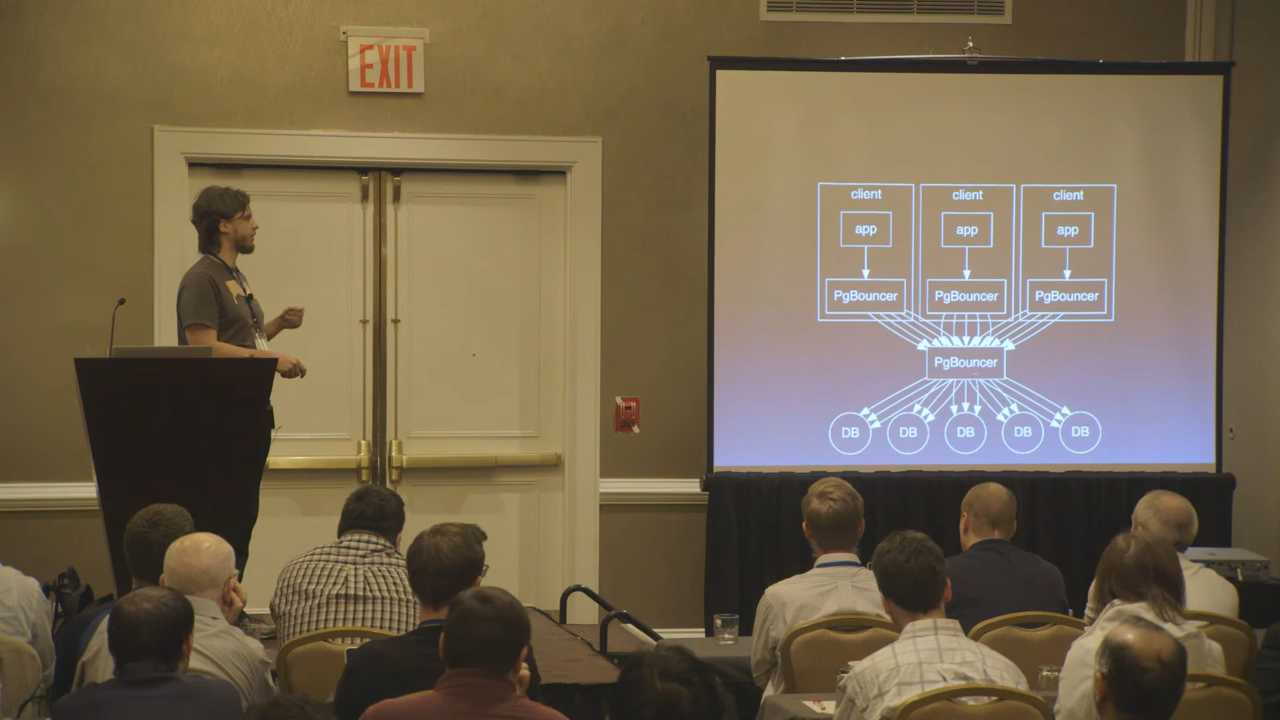 EXIT
client client client
app app app
PgBouncer PgBouncer PgBouncer
PgBouncer
DB DB DB DB DB